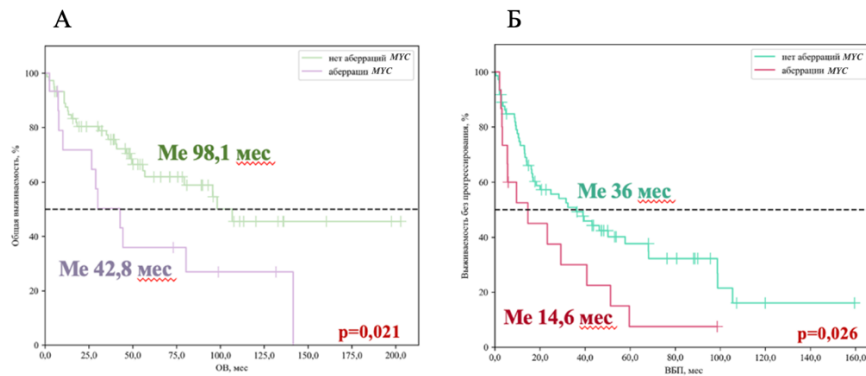 А
Б
нет аберраций MYC
аберрации MYC
Общая выживаемость, %
100
80
60
40
20
0
Me 98,1 мес
Me 42,8 мес
p=0,021
0,0 25,0 50,0 75,0 100,0 125,0 150,0 175,0 200,0
ОВ, мес
нет аберраций MYC
аберрации MYC
Выживаемость без прогрессирования, %
100
80
60
40
20
0
Me 36 мес
Me 14,6 мес
p=0,026
0,0 20,0 40,0 60,0 80,0 100,0 120,0 140,0 160,0
ВБП, мес